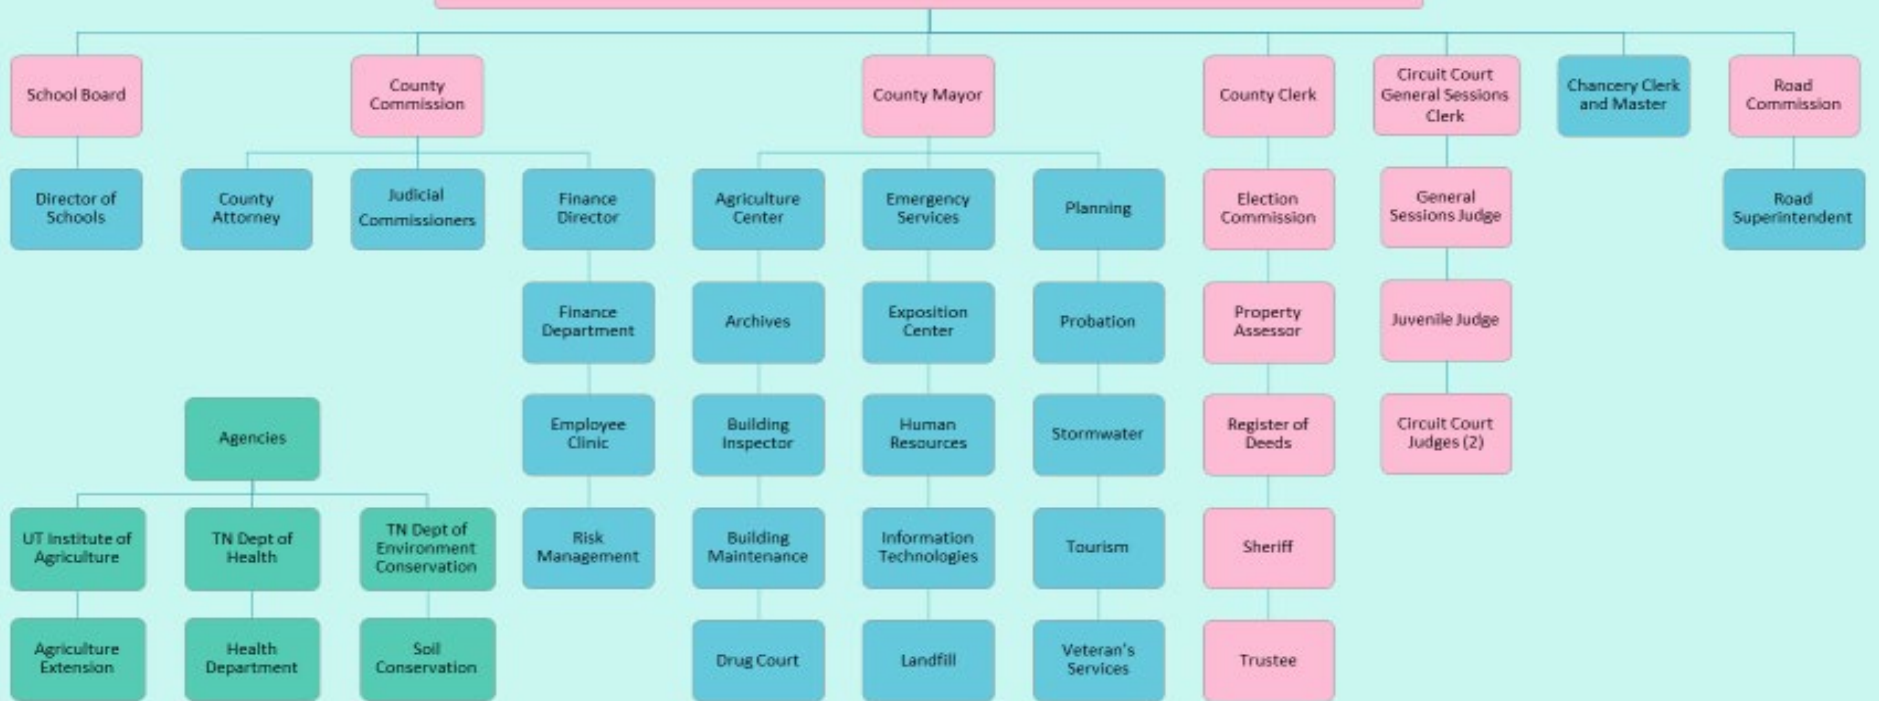 School Board
County
Commission
County Mayor
County Clerk
Circuit Court
General Sessions
Clerk
Chancery Clerk
and Master
Road
Commission
Director of
Schools
County
Attorney
Judicial
Commissioners
Finance
Director
Agriculture
Center
Emergency
Services
Planning
Election
Commission
General
Sessions Judge
Road
Superintendent
Finance
Department
Archives
Exposition
Center
Probation
Property
Assessor
Juvenile Judge
Agencies
Employee
Clinic
Building
Inspector
Human
Resources
Stormwater
Register of
Deeds
Circuit Court
Judges (2)
UT Institute of
Agriculture
TN Dept of
Health
TN Dept of
Environment
Conservation
Risk
Management
Building
Maintenance
Information
Technologies
Tourism
Sheriff
Agriculture
Extension
Health
Department
Soil
Conservation
Drug Court
Landfill
Veteran's
Services
Trustee